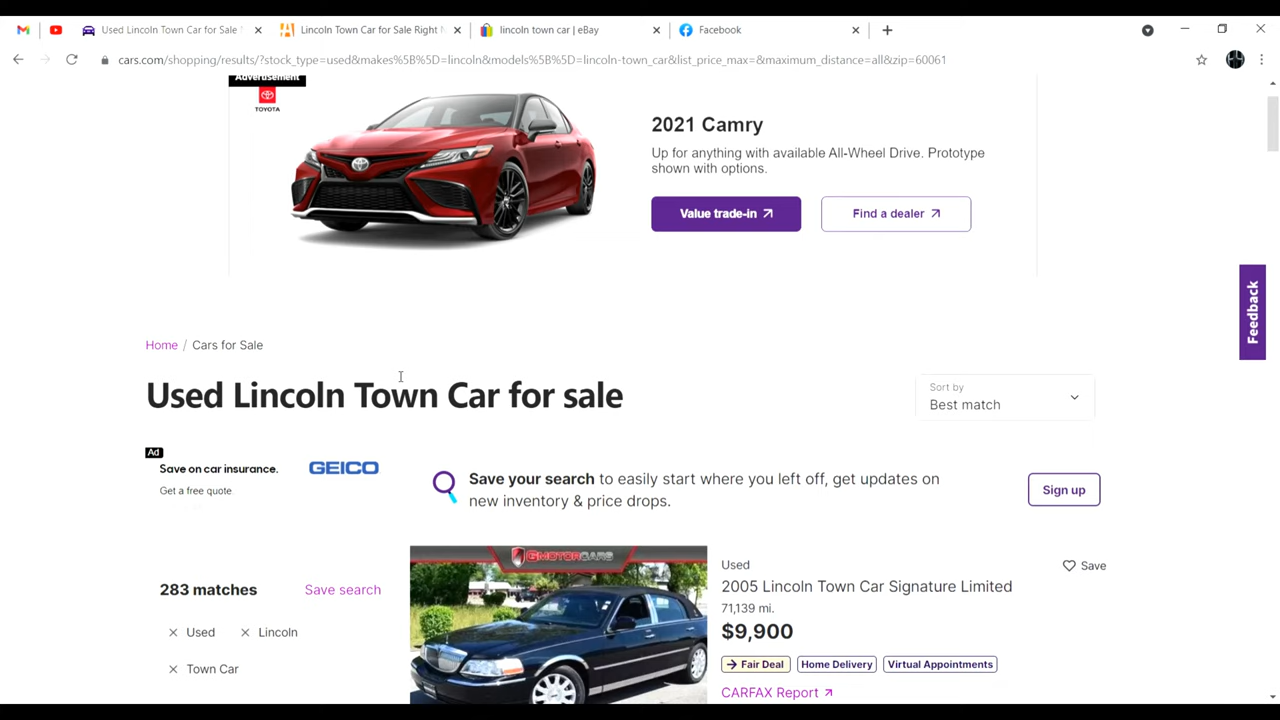 Used Lincoln Town Car for Sale
Lincoln Town Car for Sale Right N
lincoln town car | eBay
Facebook
cars.com/shopping/results/?stock_type=used&makes%5B%5D=lincoln&models%5B%5D=lincoln-town_car&list_price_max=&maximum_distance=all&zip=60061
Advertisement
TOYOTA
2021 Camry
Up for anything with available All-Wheel Drive. Prototype
shown with options.
Value trade-in
Find a dealer
Feedback
Home / Cars for Sale
Used Lincoln Town Car for sale
Sort by
Best match
Ad
Save on car insurance.
GEICO
Get a free quote.
Save your search to easily start where you left off, get updates on
new inventory & price drops.
Sign up
283 matches
Save search
Used
Lincoln
Town Car
GMOTORCARS
Used
Save
2005 Lincoln Town Car Signature Limited
71,139 mi.
$9,900
Fair Deal
Home Delivery
Virtual Appointments
CARFAX Report